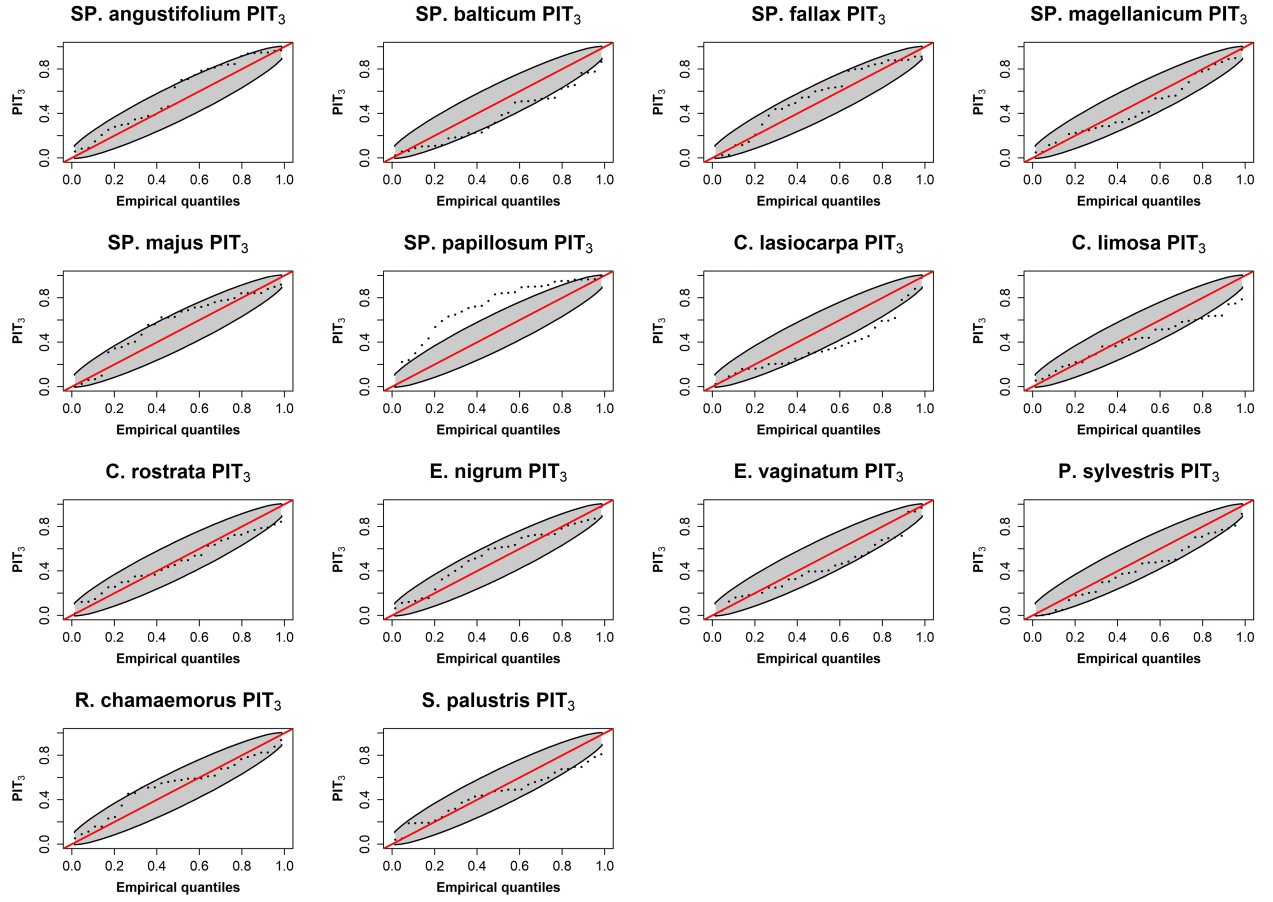 SP. angustifolium PIT₃
PIT₃
0.0 0.4 0.8
0.0 0.2 0.4 0.6 0.8 1.0
Empirical quantiles
SP. balticum PIT₃
PIT₃
0.0 0.4 0.8
0.0 0.2 0.4 0.6 0.8 1.0
Empirical quantiles
SP. fallax PIT₃
PIT₃
0.0 0.4 0.8
0.0 0.2 0.4 0.6 0.8 1.0
Empirical quantiles
SP. magellanicum PIT₃
PIT₃
0.0 0.4 0.8
0.0 0.2 0.4 0.6 0.8 1.0
Empirical quantiles
SP. majus PIT₃
PIT₃
0.0 0.4 0.8
0.0 0.2 0.4 0.6 0.8 1.0
Empirical quantiles
SP. papillosum PIT₃
PIT₃
0.0 0.4 0.8
0.0 0.2 0.4 0.6 0.8 1.0
Empirical quantiles
C. lasiocarpa PIT₃
PIT₃
0.0 0.4 0.8
0.0 0.2 0.4 0.6 0.8 1.0
Empirical quantiles
C. limosa PIT₃
PIT₃
0.0 0.4 0.8
0.0 0.2 0.4 0.6 0.8 1.0
Empirical quantiles
C. rostrata PIT₃
PIT₃
0.0 0.4 0.8
0.0 0.2 0.4 0.6 0.8 1.0
Empirical quantiles
E. nigrum PIT₃
PIT₃
0.0 0.4 0.8
0.0 0.2 0.4 0.6 0.8 1.0
Empirical quantiles
E. vaginatum PIT₃
PIT₃
0.0 0.4 0.8
0.0 0.2 0.4 0.6 0.8 1.0
Empirical quantiles
P. sylvestris PIT₃
PIT₃
0.0 0.4 0.8
0.0 0.2 0.4 0.6 0.8 1.0
Empirical quantiles
R. chamaemorus PIT₃
PIT₃
0.0 0.4 0.8
0.0 0.2 0.4 0.6 0.8 1.0
Empirical quantiles
S. palustris PIT₃
PIT₃
0.0 0.4 0.8
0.0 0.2 0.4 0.6 0.8 1.0
Empirical quantiles